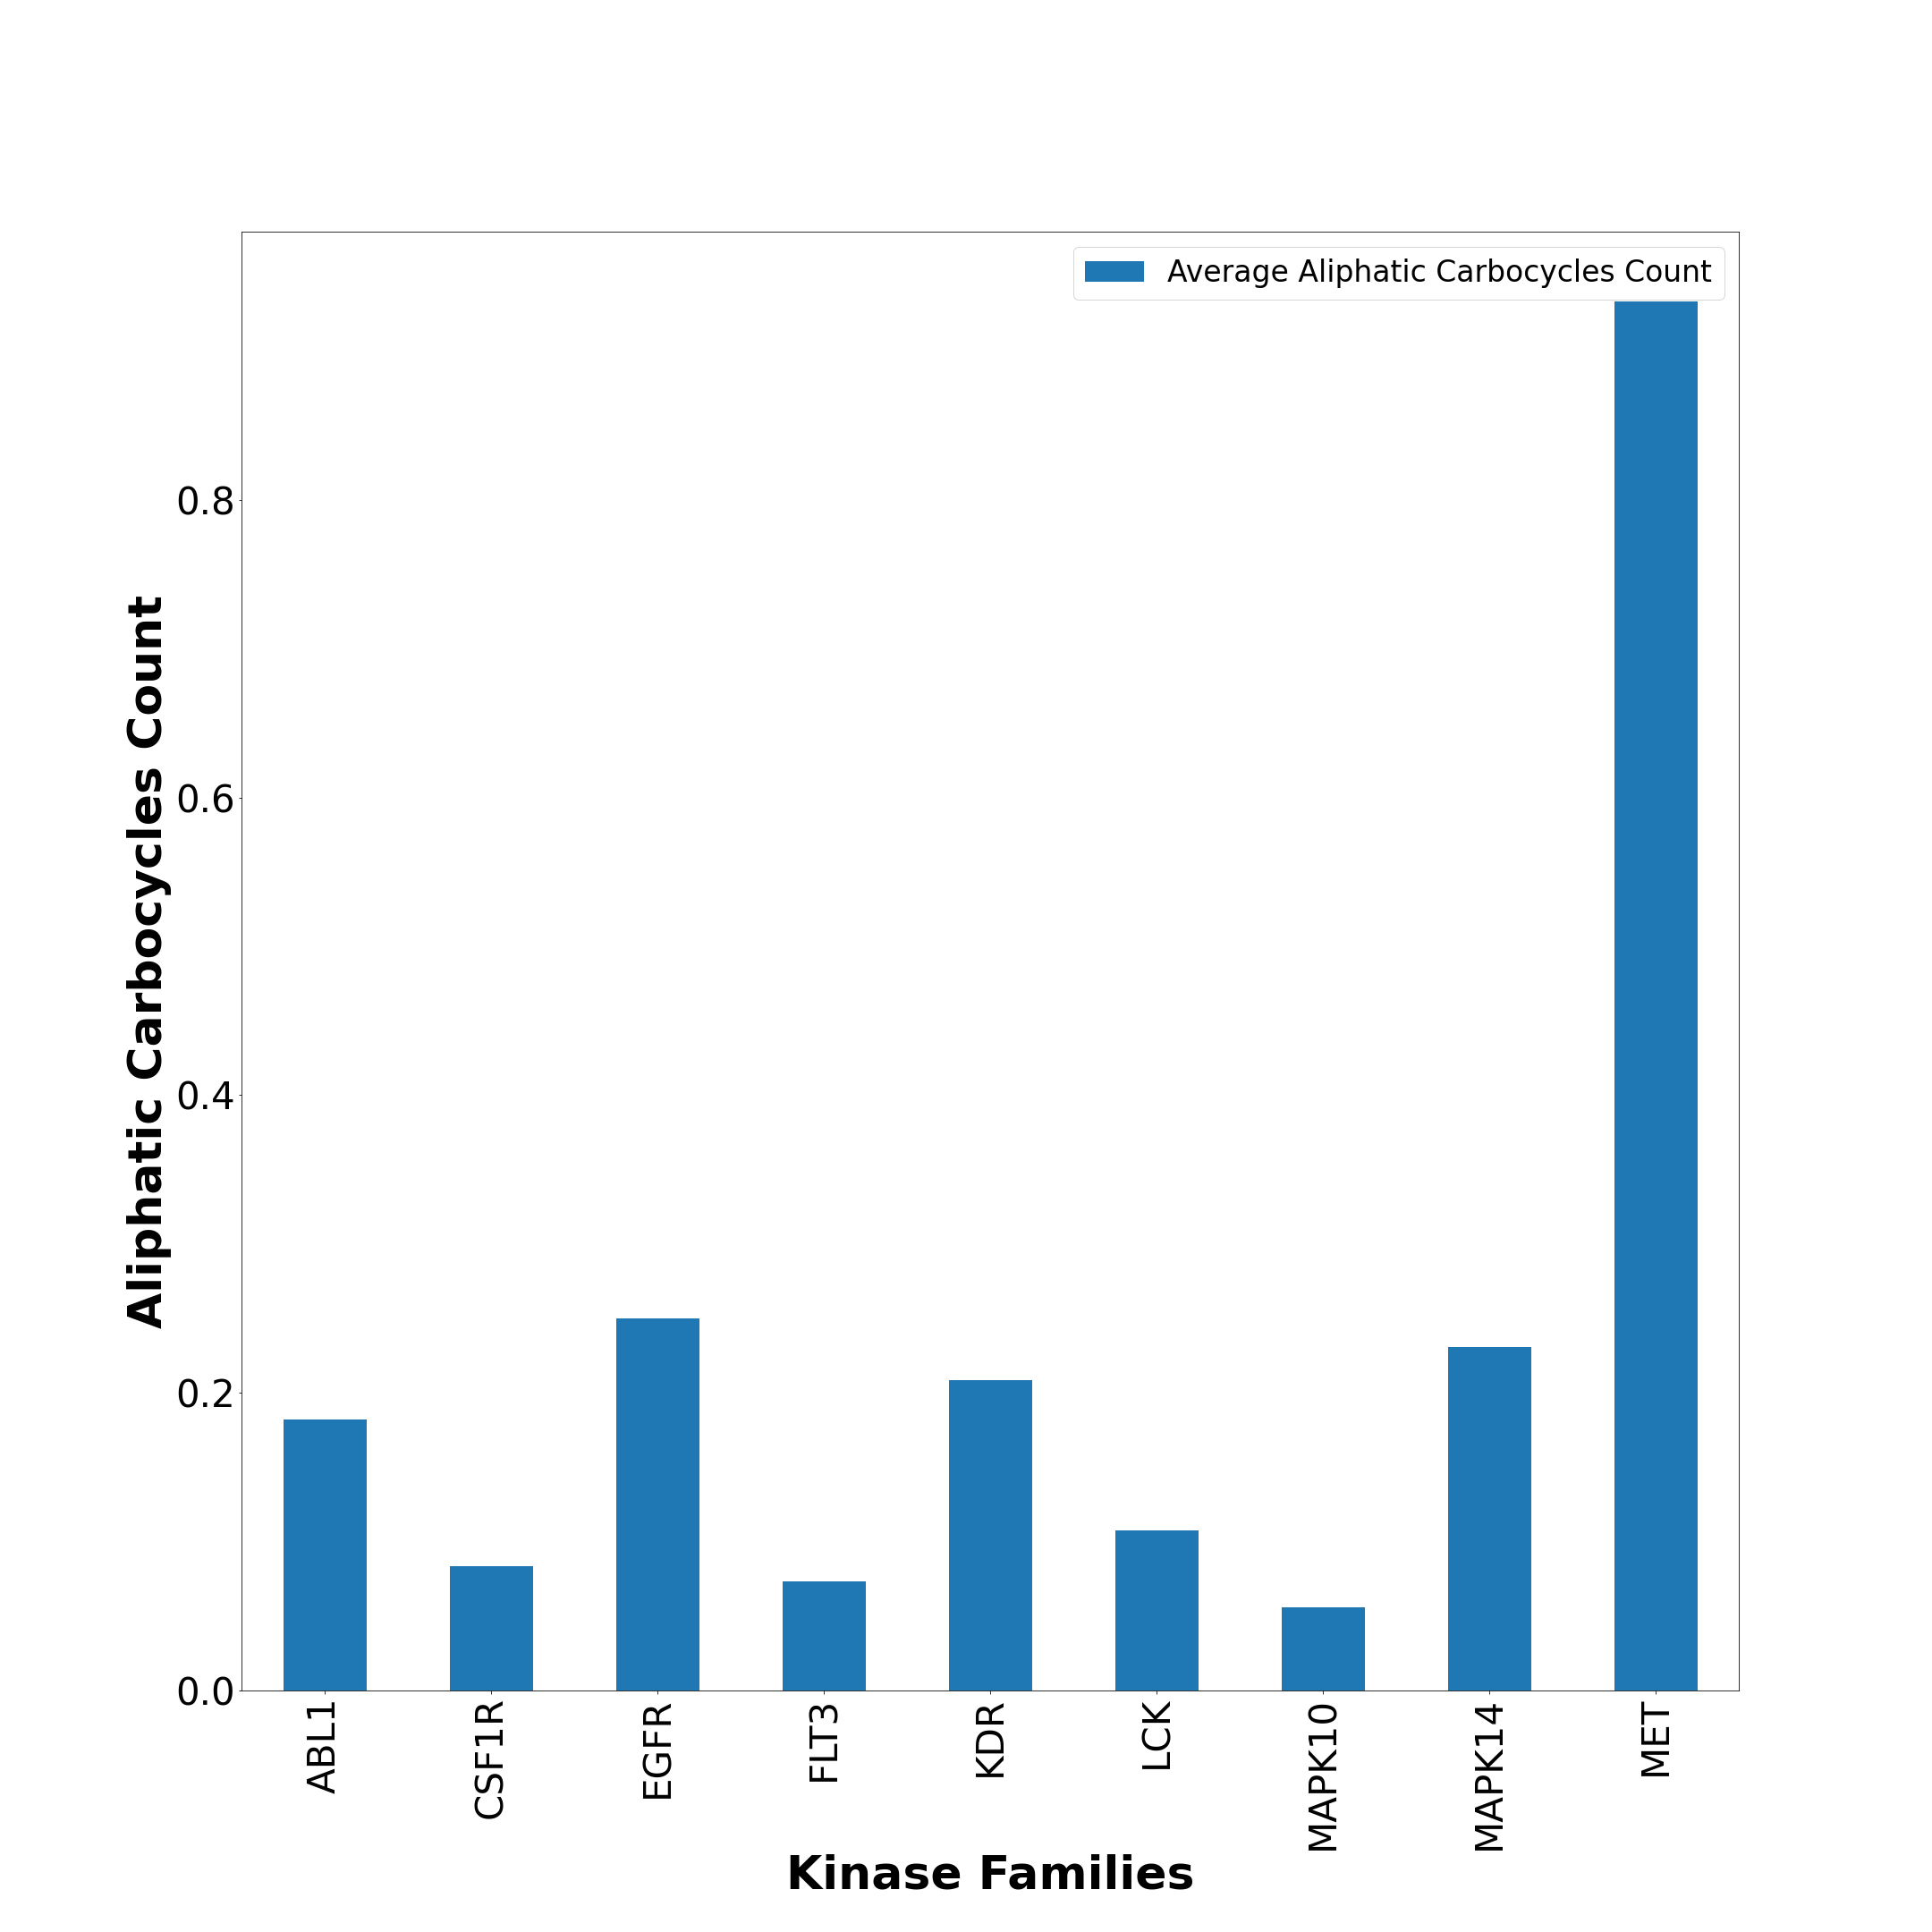 Average Aliphatic Carbocycles Count
Aliphatic Carbocycles Count
0.8
0.6
0.4
0.2
0.0
ABL1
CSF1R
EGFR
FLT3
KDR
LCK
MAPK10
MAPK14
MET
Kinase Families